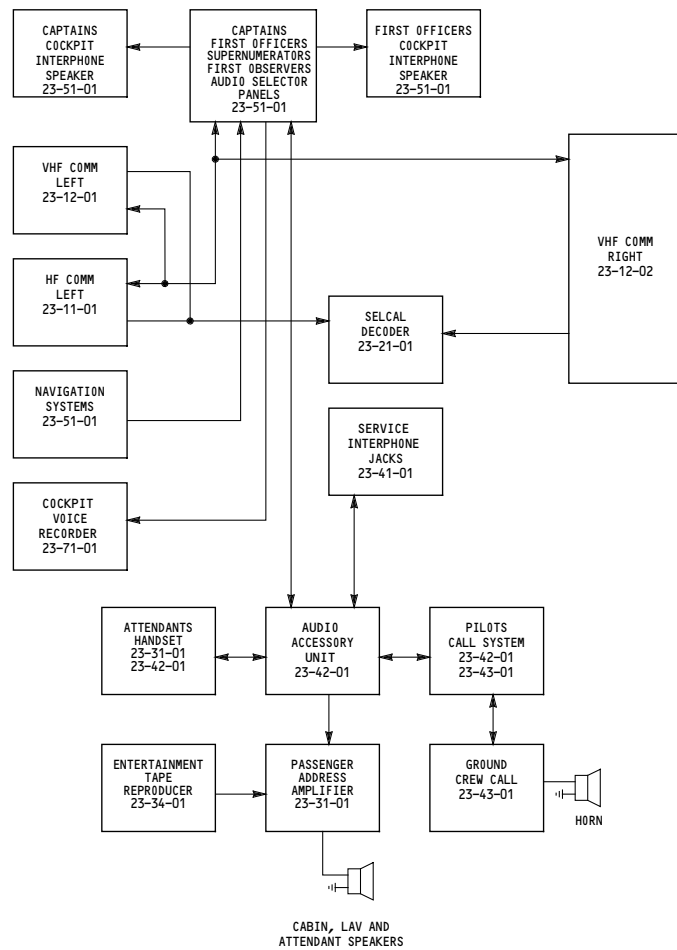 CAPTAINS
COCKPIT
INTERPHONE
SPEAKER
23-51-01
CAPTAINS
FIRST OFFICERS
SUPERNUMERATORS
FIRST OBSERVERS
AUDIO SELECTOR
PANELS
23-51-01
FIRST OFFICERS
COCKPIT
INTERPHONE
SPEAKER
23-51-01
VHF COMM
LEFT
23-12-01
VHF COMM
RIGHT
23-12-02
HF COMM
LEFT
23-11-01
SELCAL
DECODER
23-21-01
NAVIGATION
SYSTEMS
23-51-01
SERVICE
INTERPHONE
JACKS
23-41-01
COCKPIT
VOICE
RECORDER
23-71-01
ATTENDANTS
HANDSET
23-31-01
23-42-01
AUDIO
ACCESSORY
UNIT
23-42-01
PILOTS
CALL SYSTEM
23-42-01
23-43-01
ENTERTAINMENT
TAPE
REPRODUCER
23-34-01
PASSENGER
ADDRESS
AMPLIFIER
23-31-01
GROUND
CREW CALL
23-43-01
HORN
CABIN, LAV AND
ATTENDANT SPEAKERS